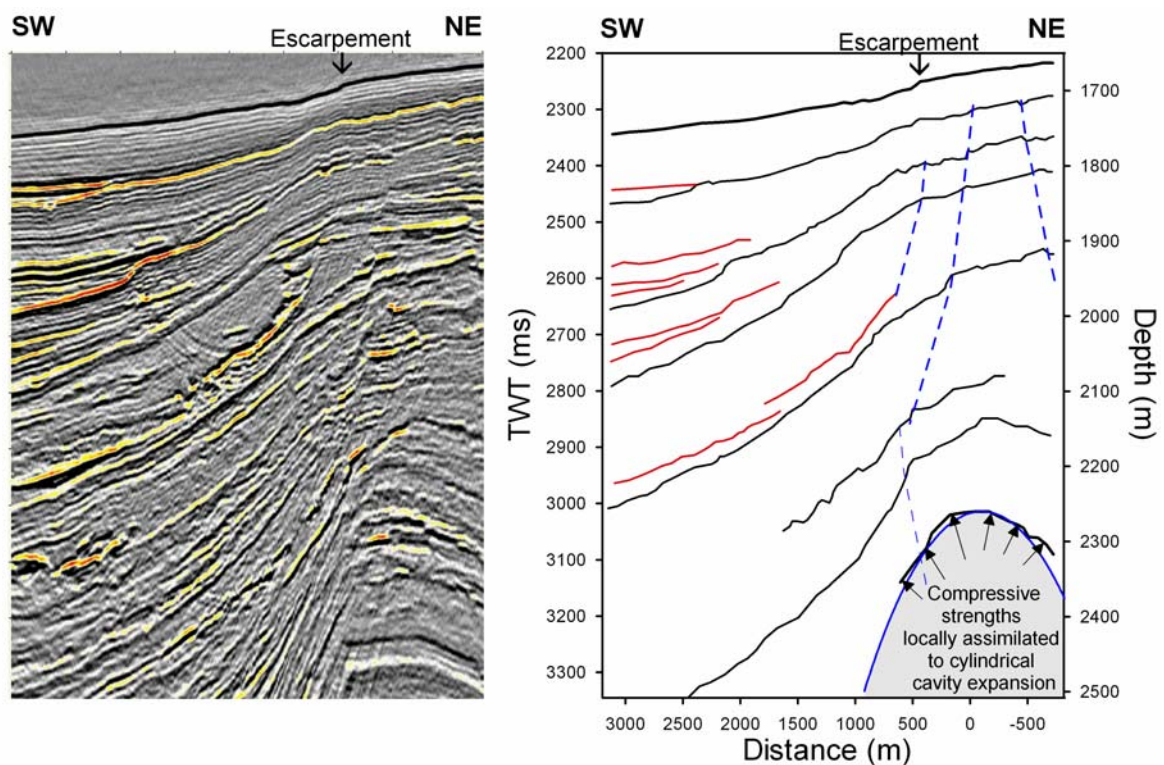 SW
Escarpement
NE
SW
Escarpement
NE
2200
2300
2400
2500
2600
2700
2800
2900
3000
3100
3200
3300
TWT (ms)
1700
1800
1900
2000
2100
2200
2300
2400
2500
Depth (m)
Compressive
strengths
locally assimilated
to cylindrical
cavity expansion
3000 2500 2000 1500 1000 500 0 -500
Distance (m)